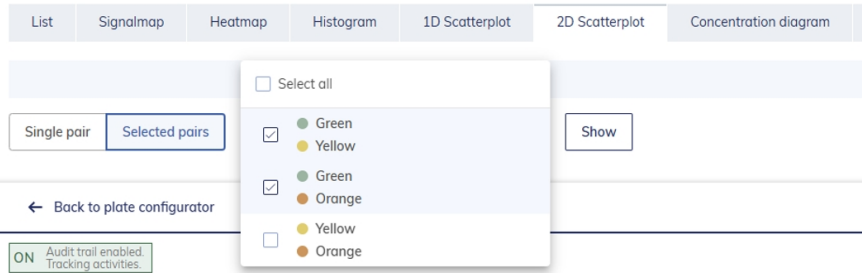 List Signalmap Heatmap Histogram 1D Scatterplot 2D Scatterplot Concentration diagram
Select all
Single pair Selected pairs Show
Green
Yellow
Green
Orange
Back to plate configurator
Yellow
Orange
ON Audit trail enabled.
Tracking activities.